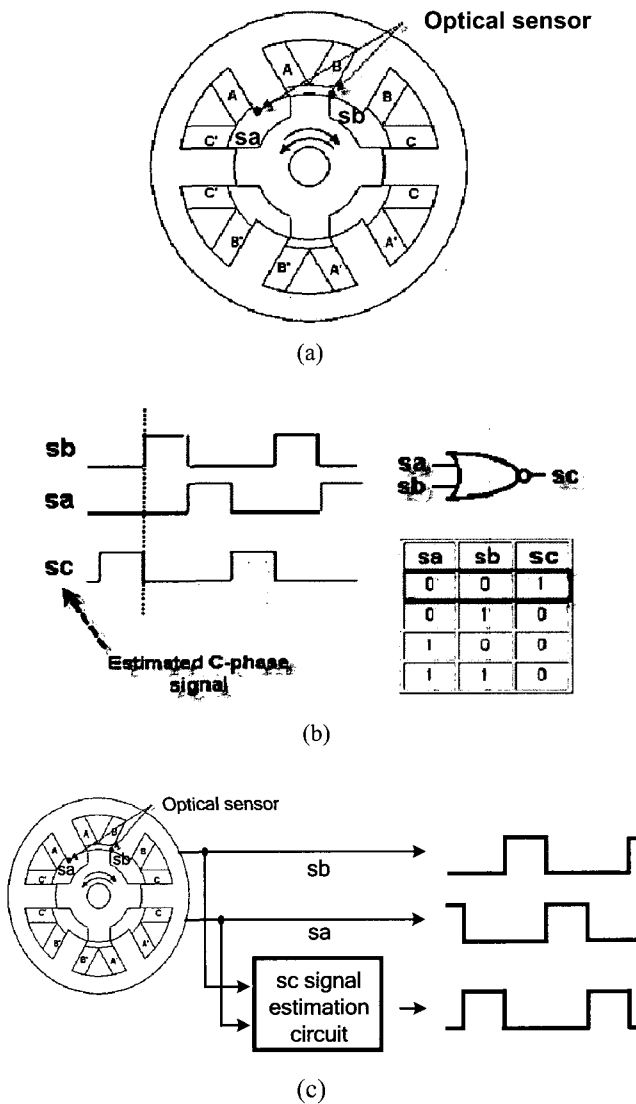 Optical sensor
A B
A B
sa sb
C' C
C' C
B" A"
B" A'
(a)
sb
sa
sc
Estimated C-phase
signal
sa
sb sc
sa sb sc
0 0 1
0 1 0
1 0 0
1 1 0
(b)
Optical sensor
A B
A B
sa sb
C' C
C' C
B" A"
B" A'
sb
sa
sc signal
estimation
circuit
(c)